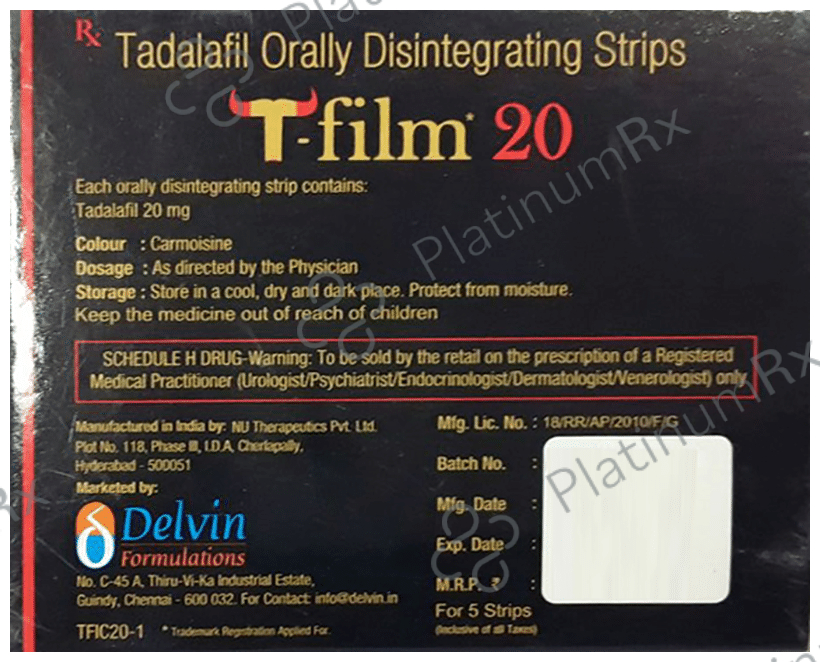 Rx Tadalafil Orally Disintegrating Strips
T-film* 20
Each orally disintegrating strip contains:
Tadalafil 20 mg
Colour : Carmoisine
Dosage : As directed by the Physician
Storage : Store in a cool, dry and dark place. Protect from moisture.
Keep the medicine out of reach of children
SCHEDULE H DRUG-Warning: To be sold by the retail on the prescription of a Registered
Medical Practitioner (Urologist/Psychiatrist/Endocrinologist/Dermatologist/Venerologist) only
Manufactured in India by: NU Therapeutics Pvt. Ltd.
Plot No. 118, Phase III, I.D.A, Cherlapally,
Hyderabad - 500051
Marketed by:
Delvin
Formulations
No. C-45 A, Thiru-Vi-Ka Industrial Estate,
Guindy, Chennai - 600 032. For Contact: info@delvin.in
TFIC20-1 * Trademark Registration Applied For.
Mfg. Lic. No. : 18/RR/AP/2010/F/G
Batch No. :
Mfg. Date :
Exp. Date :
M.R.P. ₹ :
For 5 Strips
(Inclusive of all Taxes)
PlatinumRx
PlatinumRx
PlatinumRx